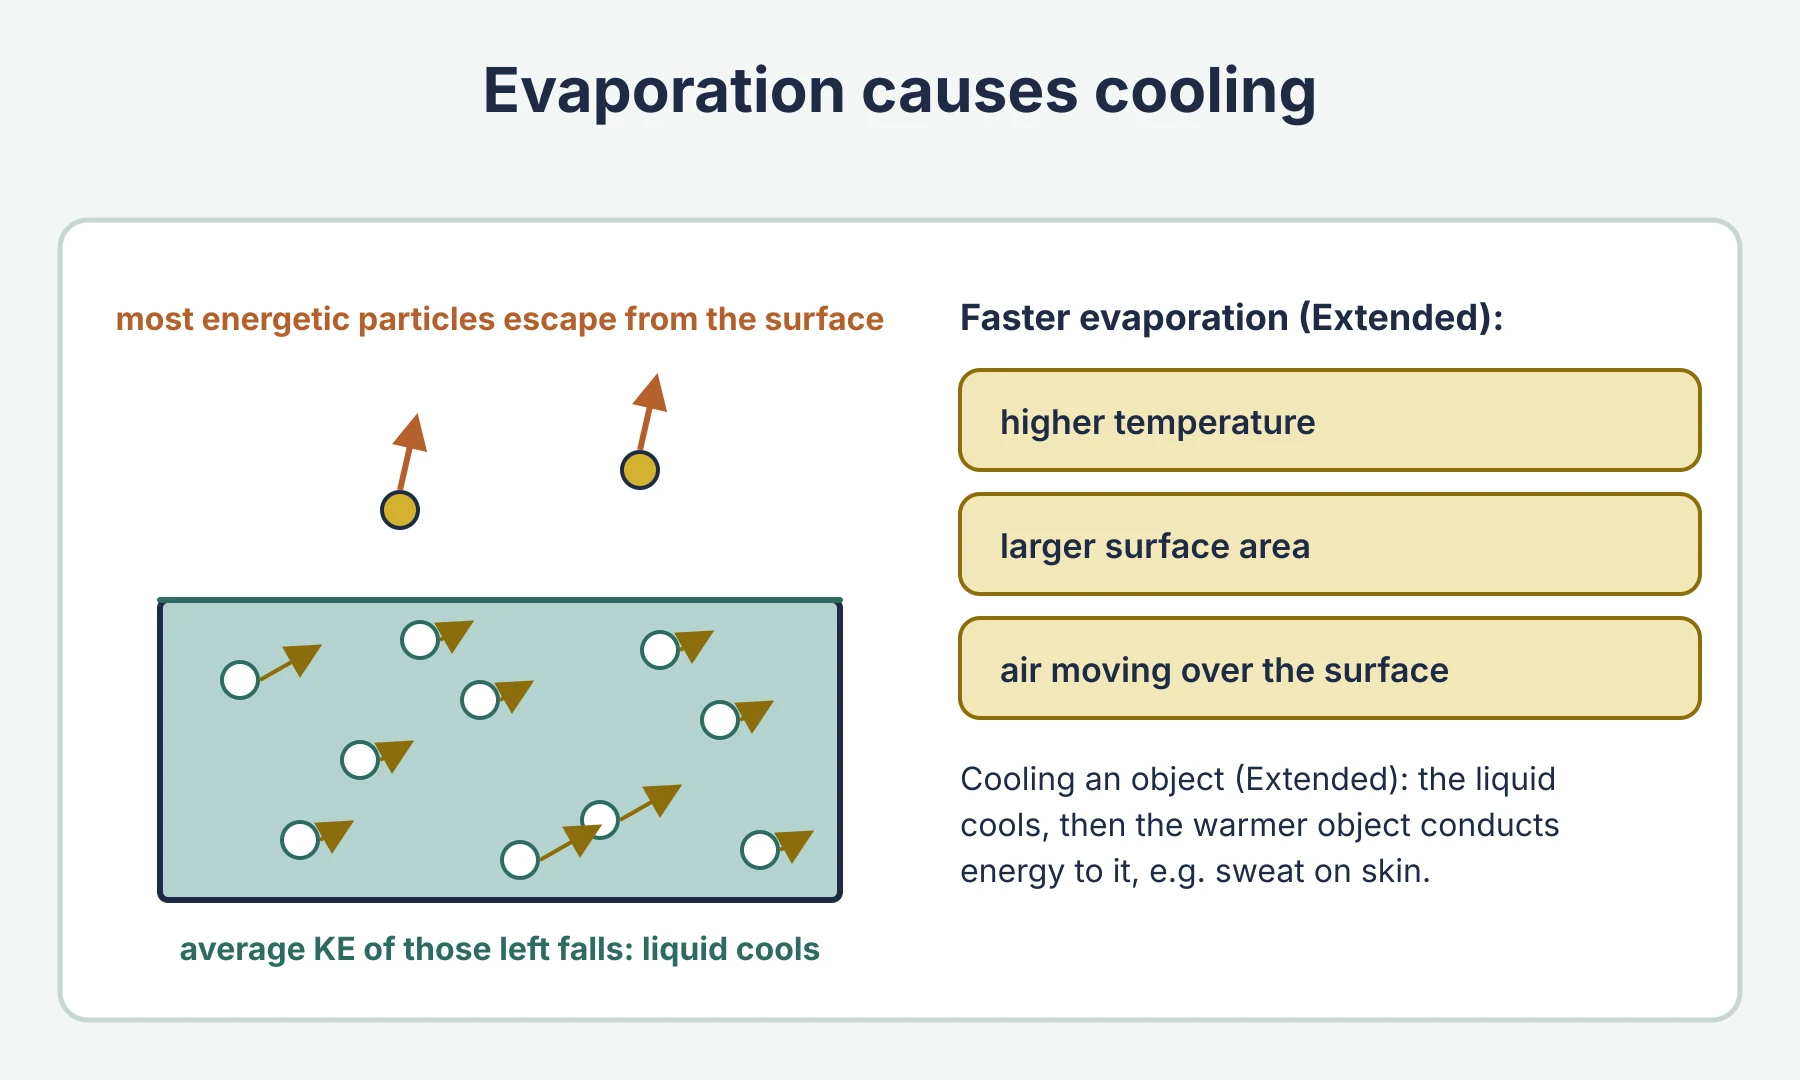 Evaporation causes cooling
most energetic particles escape from the surface
average KE of those left falls: liquid cools
Faster evaporation (Extended):
higher temperature
larger surface area
air moving over the surface
Cooling an object (Extended): the liquid
cools, then the warmer object conducts
energy to it, e.g. sweat on skin.